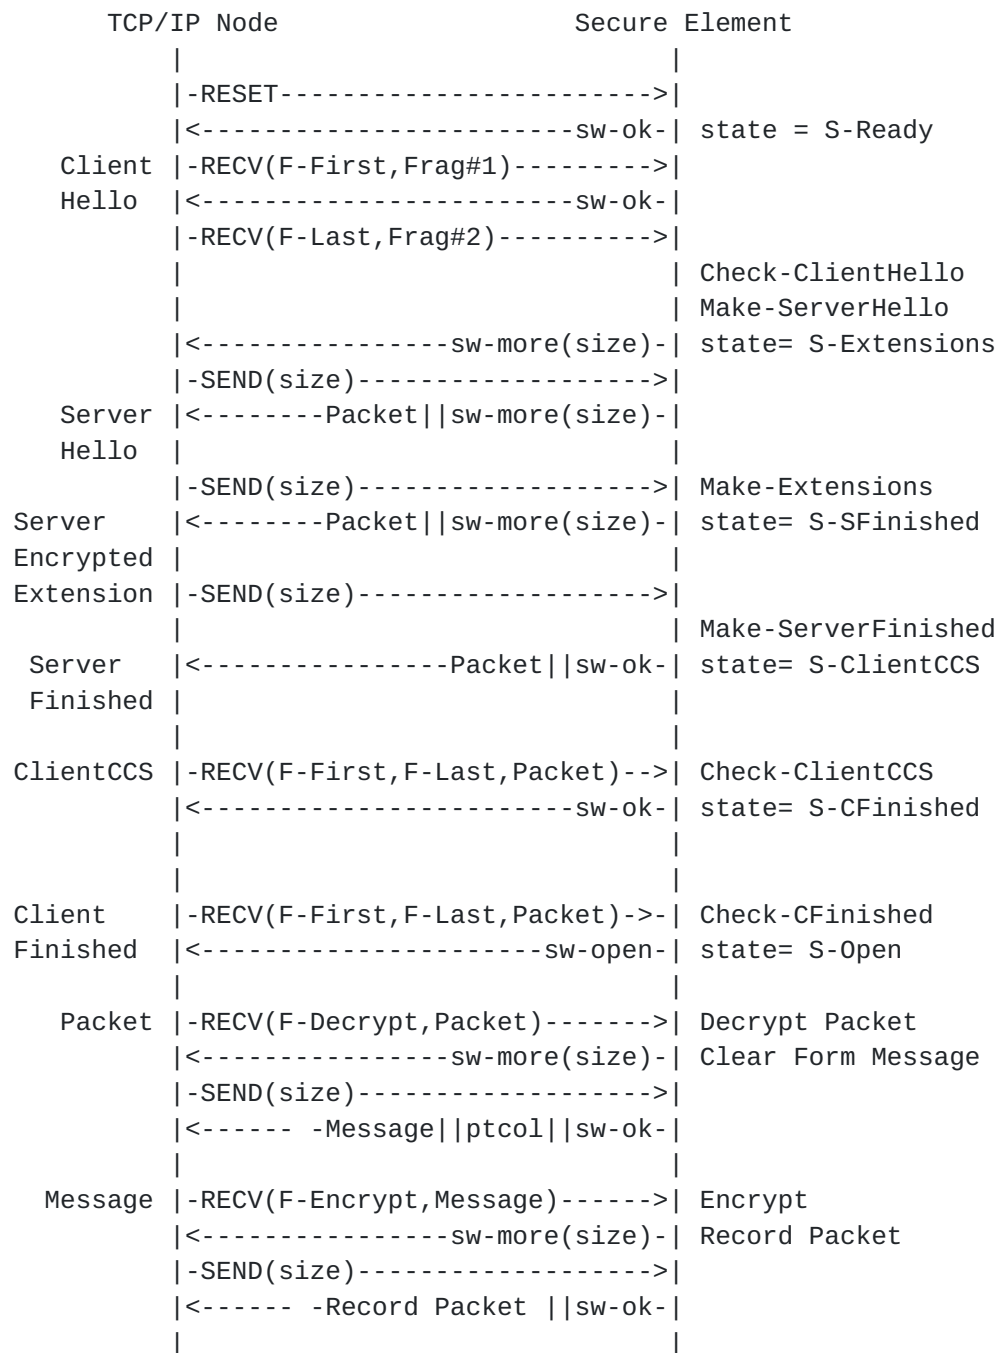 TCP/IP Node                   Secure Element
          |                               |
          |-RESET------------------------>|
          |<------------------------sw-ok-| state = S-Ready
   Client |-RECV(F-First,Frag#1)--------->|
   Hello  |<------------------------sw-ok-|
          |-RECV(F-Last,Frag#2)---------->|
          |                               | Check-ClientHello
          |                               | Make-ServerHello
          |<----------------sw-more(size)-| state= S-Extensions
          |-SEND(size)------------------->|
   Server |<--------Packet||sw-more(size)-|
   Hello  |                               |
          |-SEND(size)------------------->| Make-Extensions
Server    |<--------Packet||sw-more(size)-| state= S-SFinished
Encrypted |                               |
Extension |-SEND(size)------------------->|
          |                               | Make-ServerFinished
 Server   |<----------------Packet||sw-ok-| state= S-ClientCCS
 Finished |                               |
          |                               |
ClientCCS |-RECV(F-First,F-Last,Packet)-->| Check-ClientCCS
          |<------------------------sw-ok-| state= S-CFinished
          |                               |
          |                               |
Client    |-RECV(F-First,F-Last,Packet)->-| Check-CFinished
Finished  |<----------------------sw-open-| state= S-Open
          |                               |
   Packet |-RECV(F-Decrypt,Packet)------->| Decrypt Packet
          |<----------------sw-more(size)-| Clear Form Message
          |-SEND(size)------------------->|
          |<------ -Message||ptcol||sw-ok-|
          |                               |
  Message |-RECV(F-Encrypt,Message)------>| Encrypt
          |<----------------sw-more(size)-| Record Packet
          |-SEND(size)------------------->|
          |<------ -Record Packet ||sw-ok-|
          |                               |